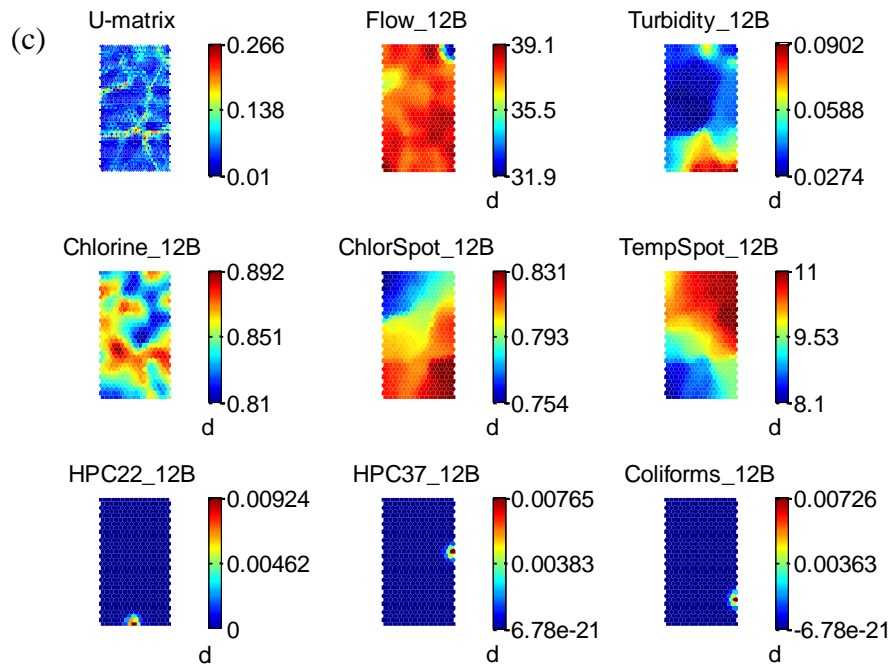 (c)
U-matrix
0.266
0.138
0.01
Flow_12B
39.1
35.5
31.9
d
Turbidity_12B
0.0902
0.0588
0.0274
d
Chlorine_12B
0.892
0.851
0.81
d
ChlorSpot_12B
0.831
0.793
0.754
d
TempSpot_12B
11
9.53
8.1
d
HPC22_12B
0.00924
0.00462
0
d
HPC37_12B
0.00765
0.00383
6.78e-21
d
Coliforms_12B
0.00726
0.00363
-6.78e-21
d